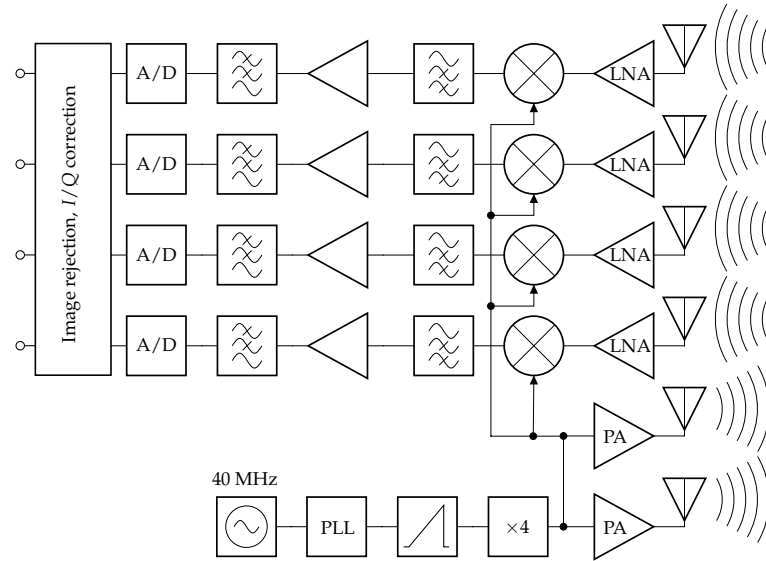 A/D
LNA
A/D
LNA
Image rejection, I/Q correction
A/D
LNA
A/D
LNA
PA
40 MHz
PLL
×4
PA